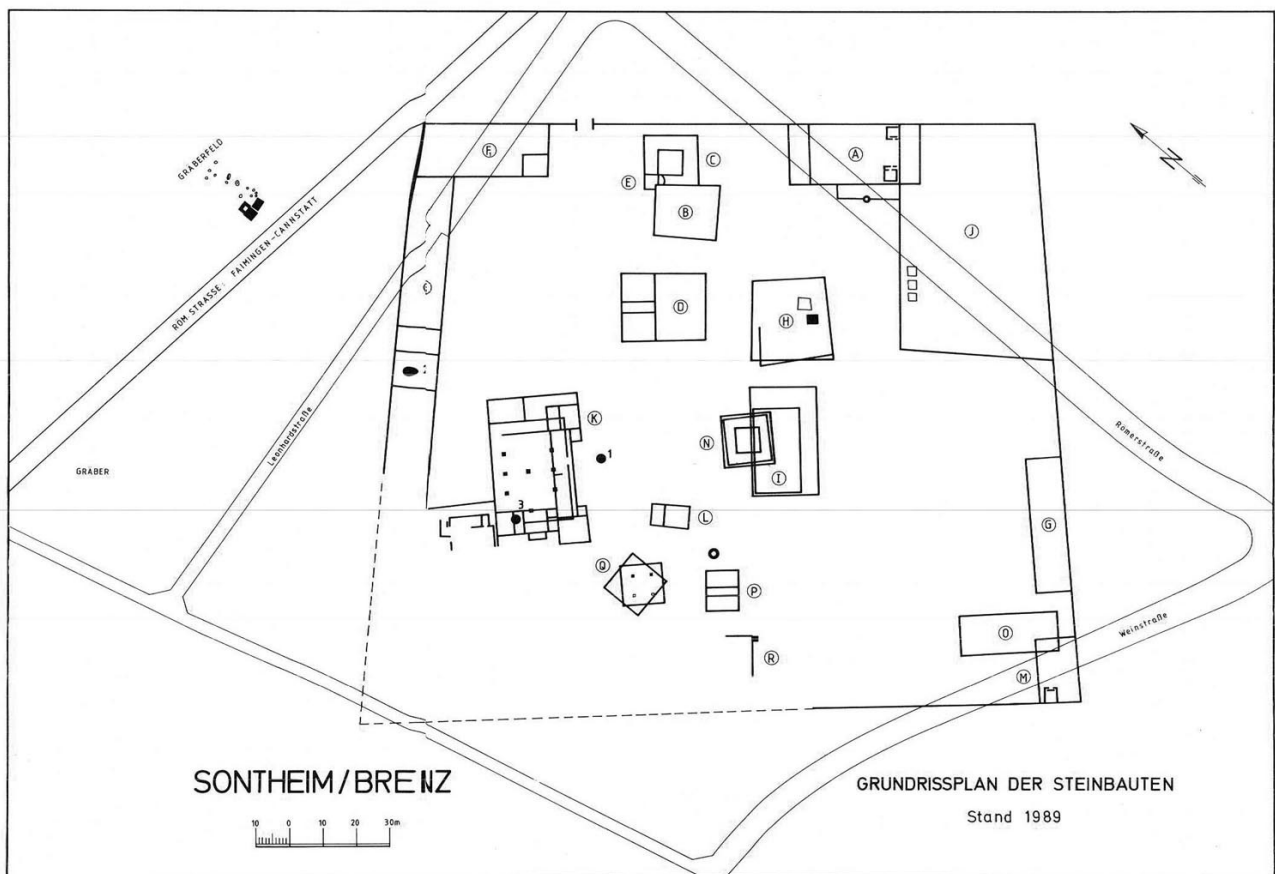 GRÄBERFELD
ROM. STRASSE: FAIMINGEN-CANNSTATT
Leonhardstraße
GRÄBER
F
C
E
B
A
J
D
H
K
1
N
I
3
L
Q
P
R
G
O
M
N
Römerstraße
Weinstraße
SONTHEIM/BRENZ
10 0 10 20 30m
GRUNDRISSPLAN DER STEINBAUTEN
Stand 1989